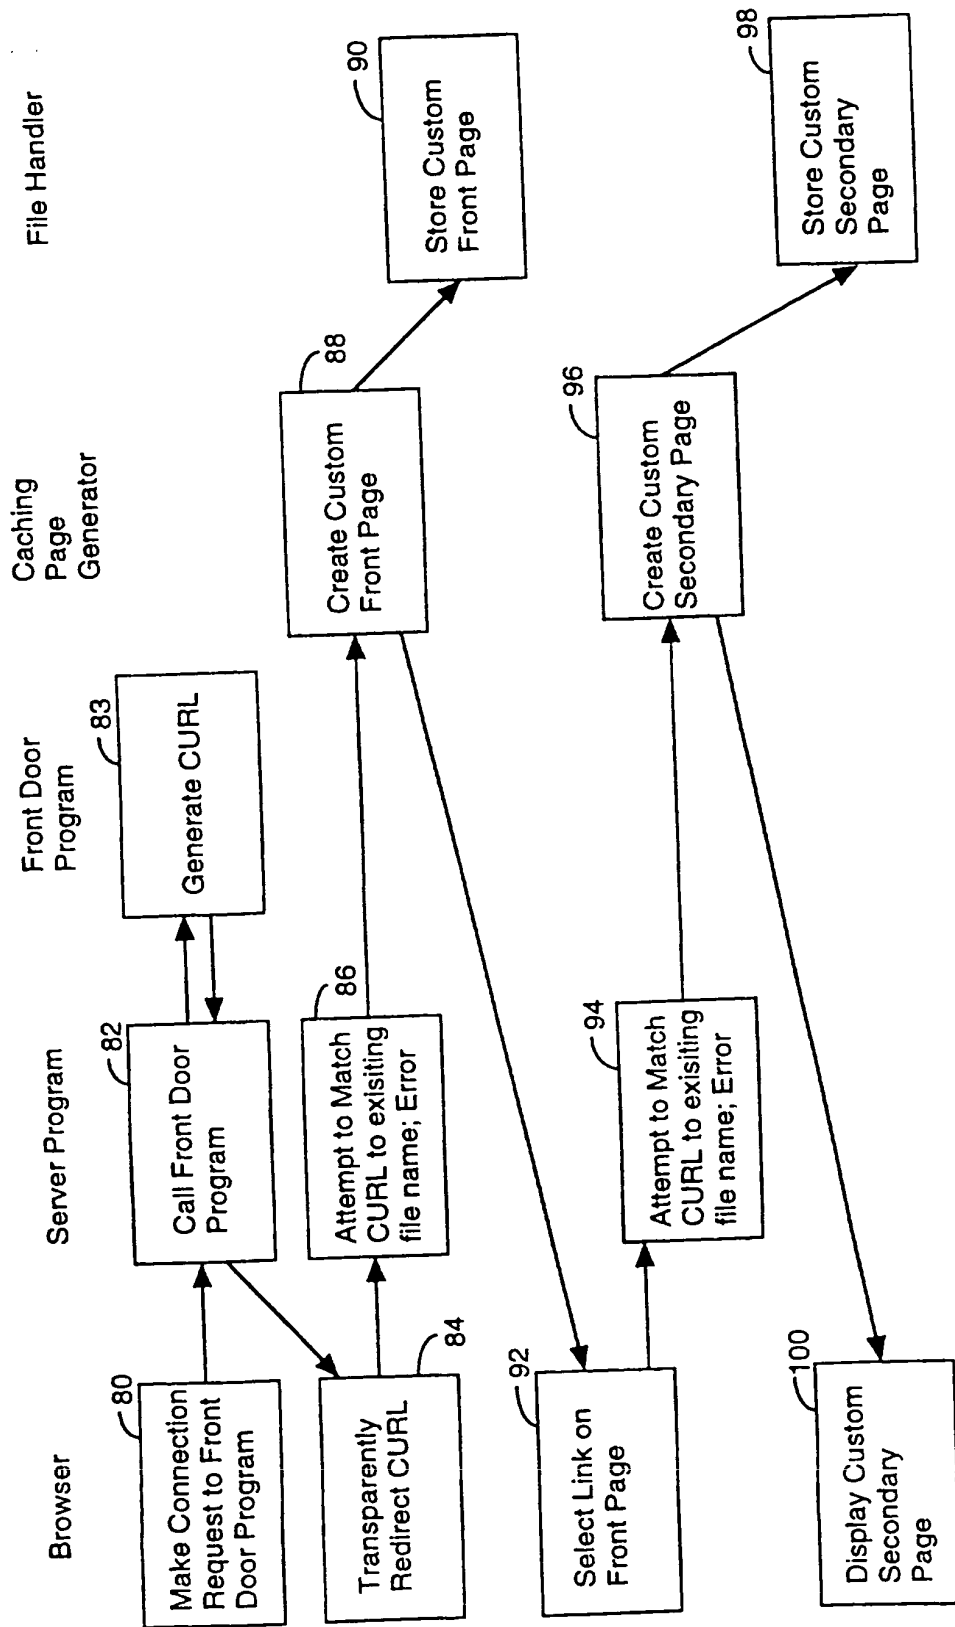 Browser
Server Program
Front Door
Program
Caching
Page
Generator
File Handler
80
Make Connection
Request to Front
Door Program
82
Call Front Door
Program
83
Generate CURL
84
Transparently
Redirect CURL
86
Attempt to Match
CURL to exisiting
file name; Error
88
Create Custom
Front Page
90
Store Custom
Front Page
92
Select Link on
Front Page
94
Attempt to Match
CURL to exisiting
file name; Error
96
Create Custom
Secondary Page
98
Store Custom
Secondary
Page
100
Display Custom
Secondary
Page